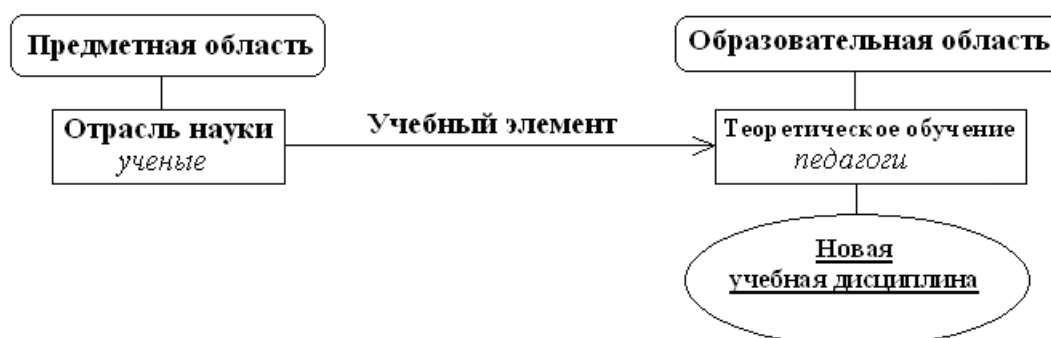 Предметная область
Образовательная область
Отрасль науки
ученые
Учебный элемент
Теоретическое обучение
педагоги
Новая
учебная дисциплина